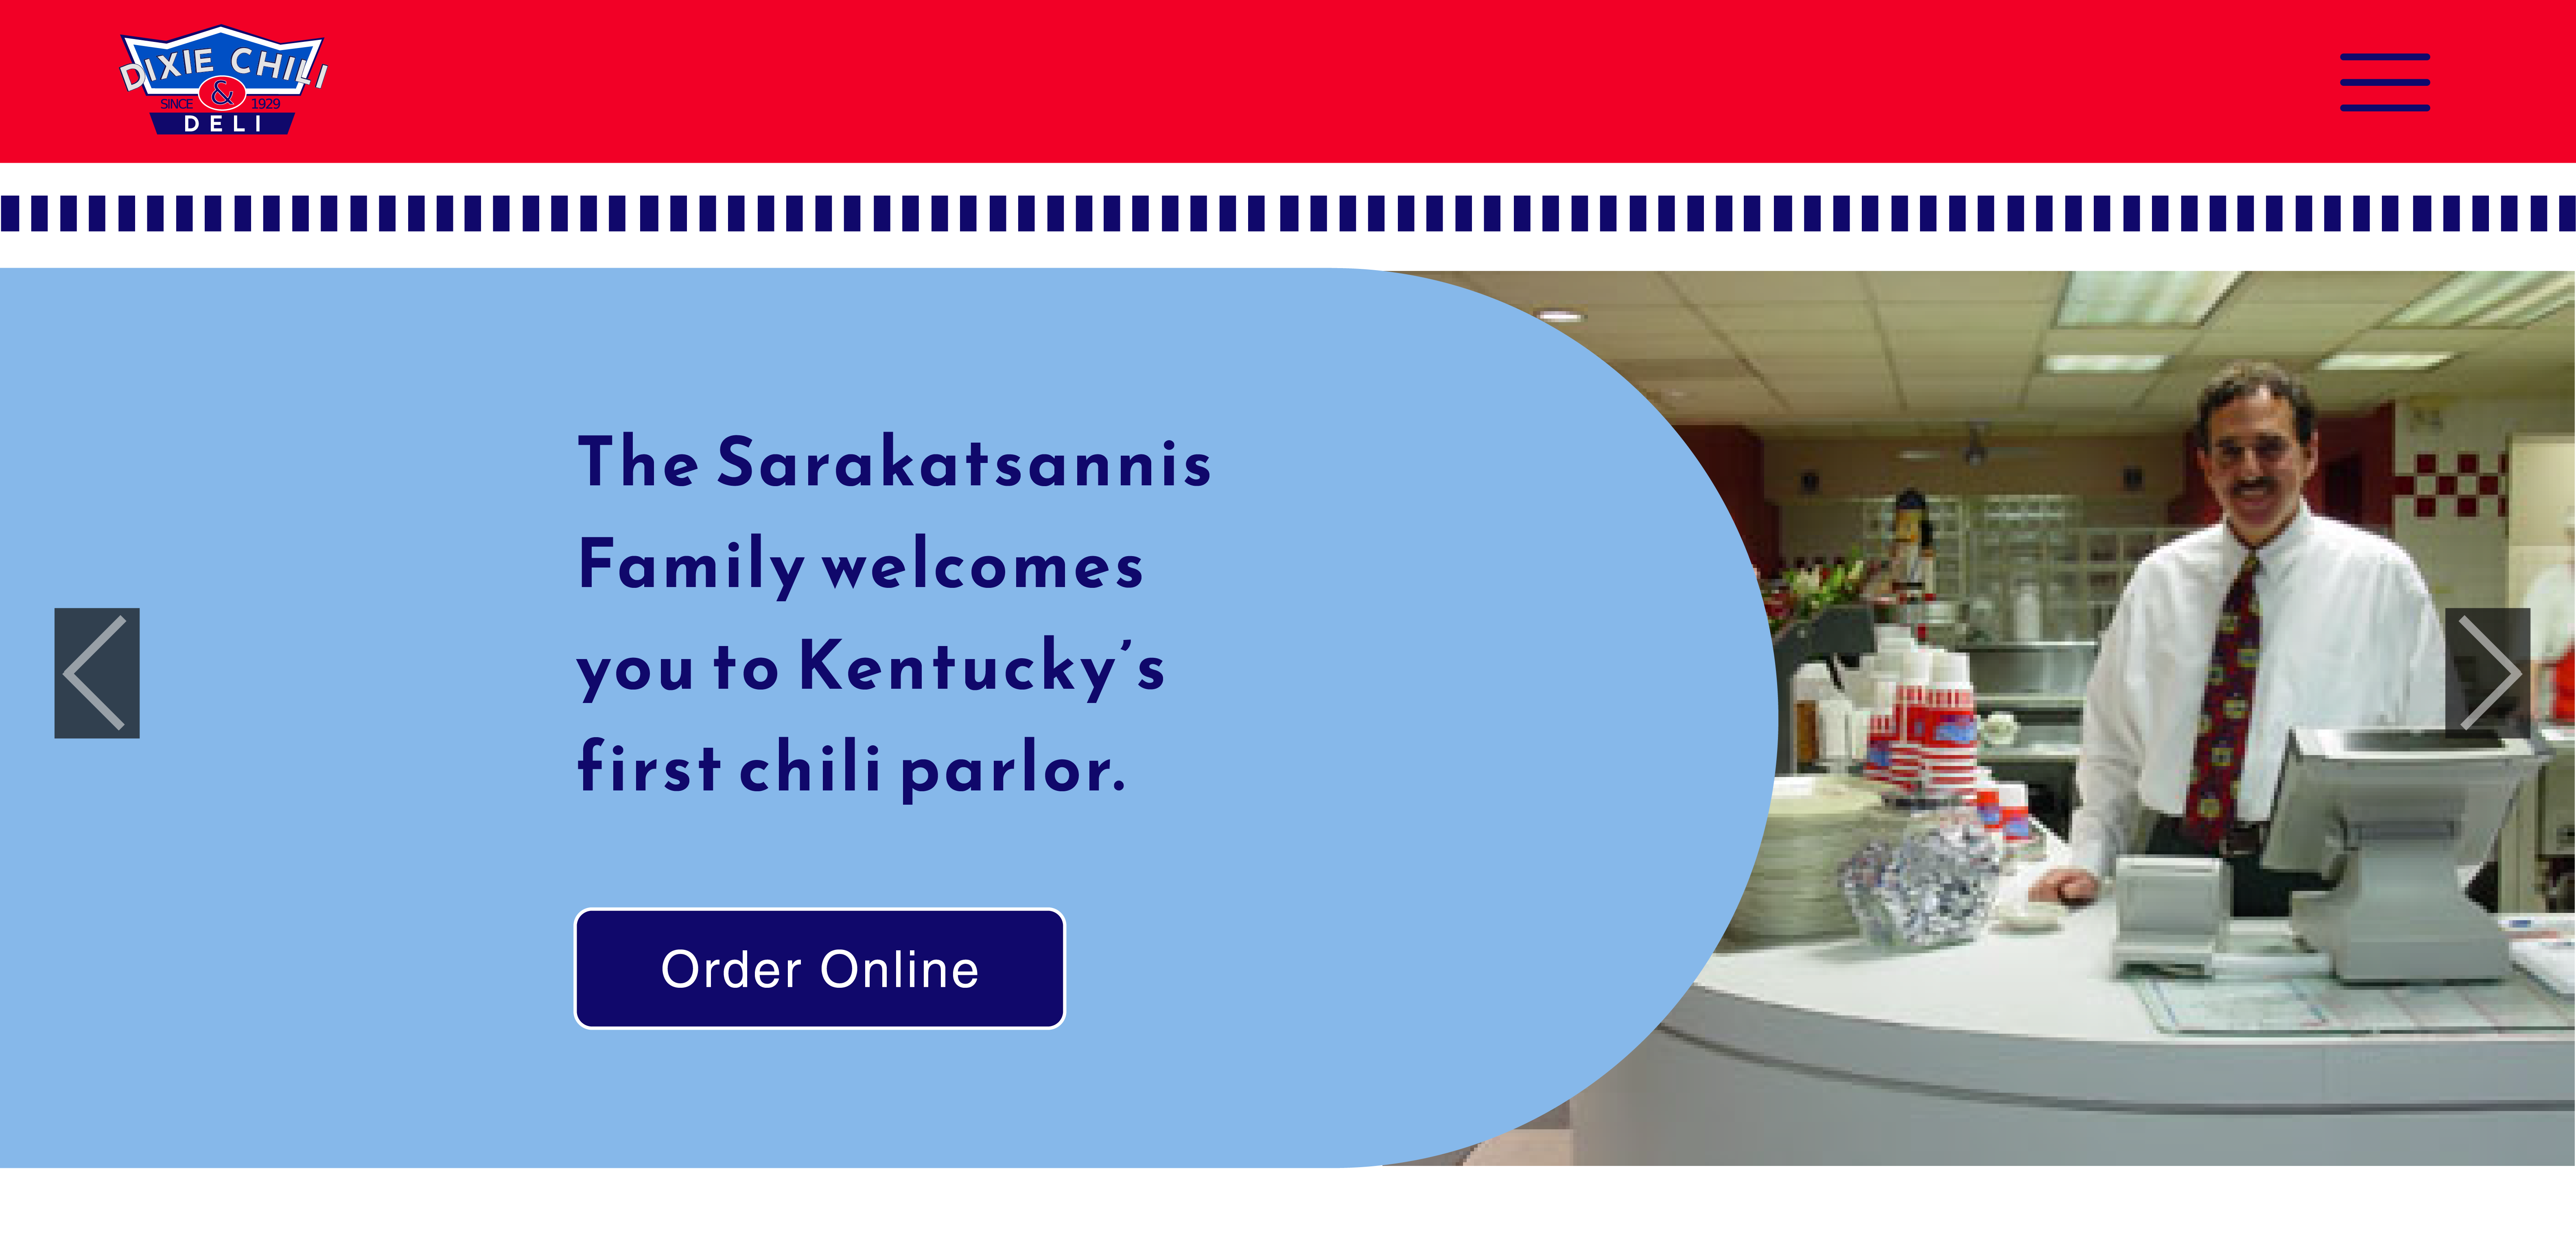 DIXIE CHILI
SINCE & 1929
DELI
The Sarakatsannis
Family welcomes
you to Kentucky’s
first chili parlor.
Order Online